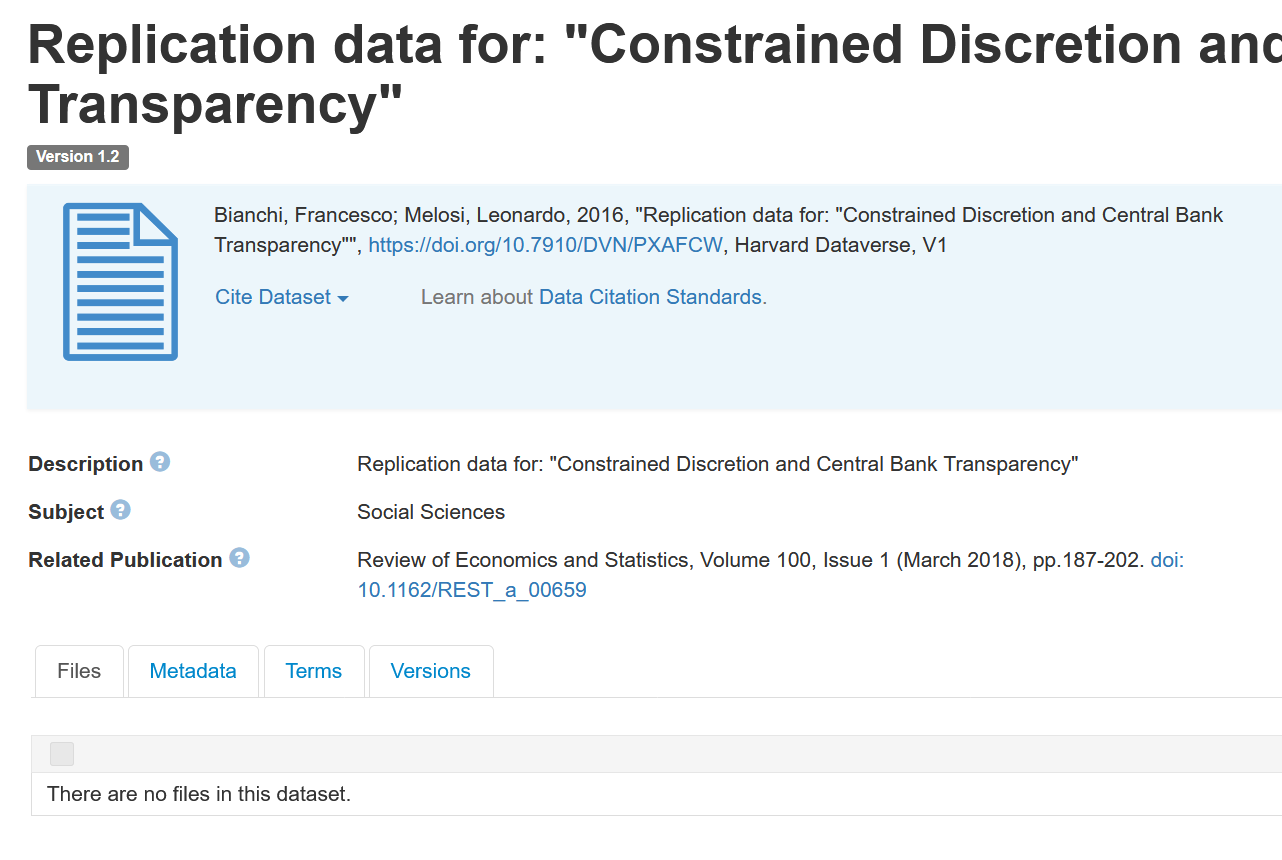 Replication data for: "Constrained Discretion and
Transparency"
Version 1.2
Bianchi, Francesco; Melosi, Leonardo, 2016, "Replication data for: "Constrained Discretion and Central Bank
Transparency"", https://doi.org/10.7910/DVN/PXAFCW, Harvard Dataverse, V1
Cite Dataset Learn about Data Citation Standards.
Description ? Replication data for: "Constrained Discretion and Central Bank Transparency"
Subject ? Social Sciences
Related Publication ? Review of Economics and Statistics, Volume 100, Issue 1 (March 2018), pp.187-202. doi:
10.1162/REST_a_00659
Files Metadata Terms Versions
There are no files in this dataset.